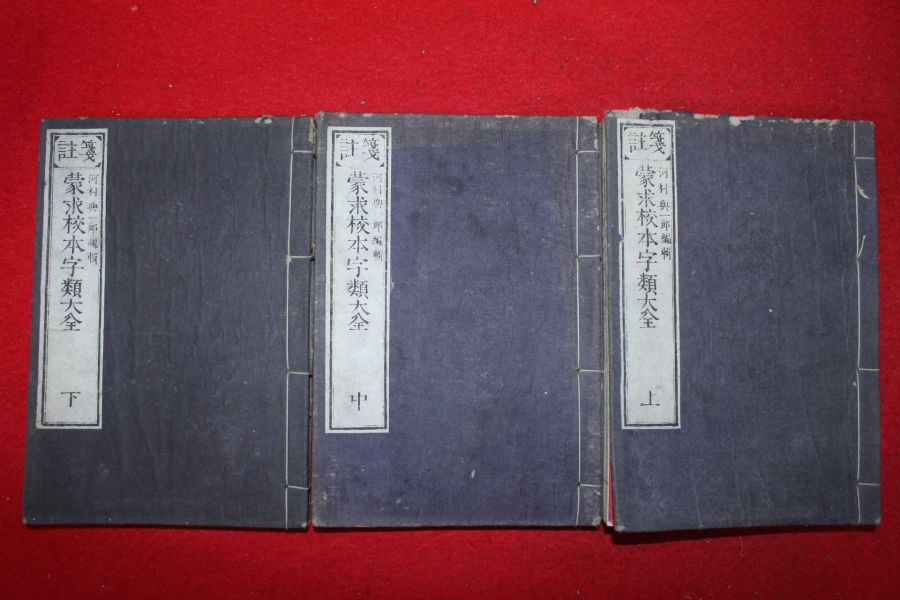 箋註
河村與一郎編輯
蒙求校本字類大全
上
箋註
河村與一郎編輯
蒙求校本字類大全
中
箋註
河村與一郎編輯
蒙求校本字類大全
下